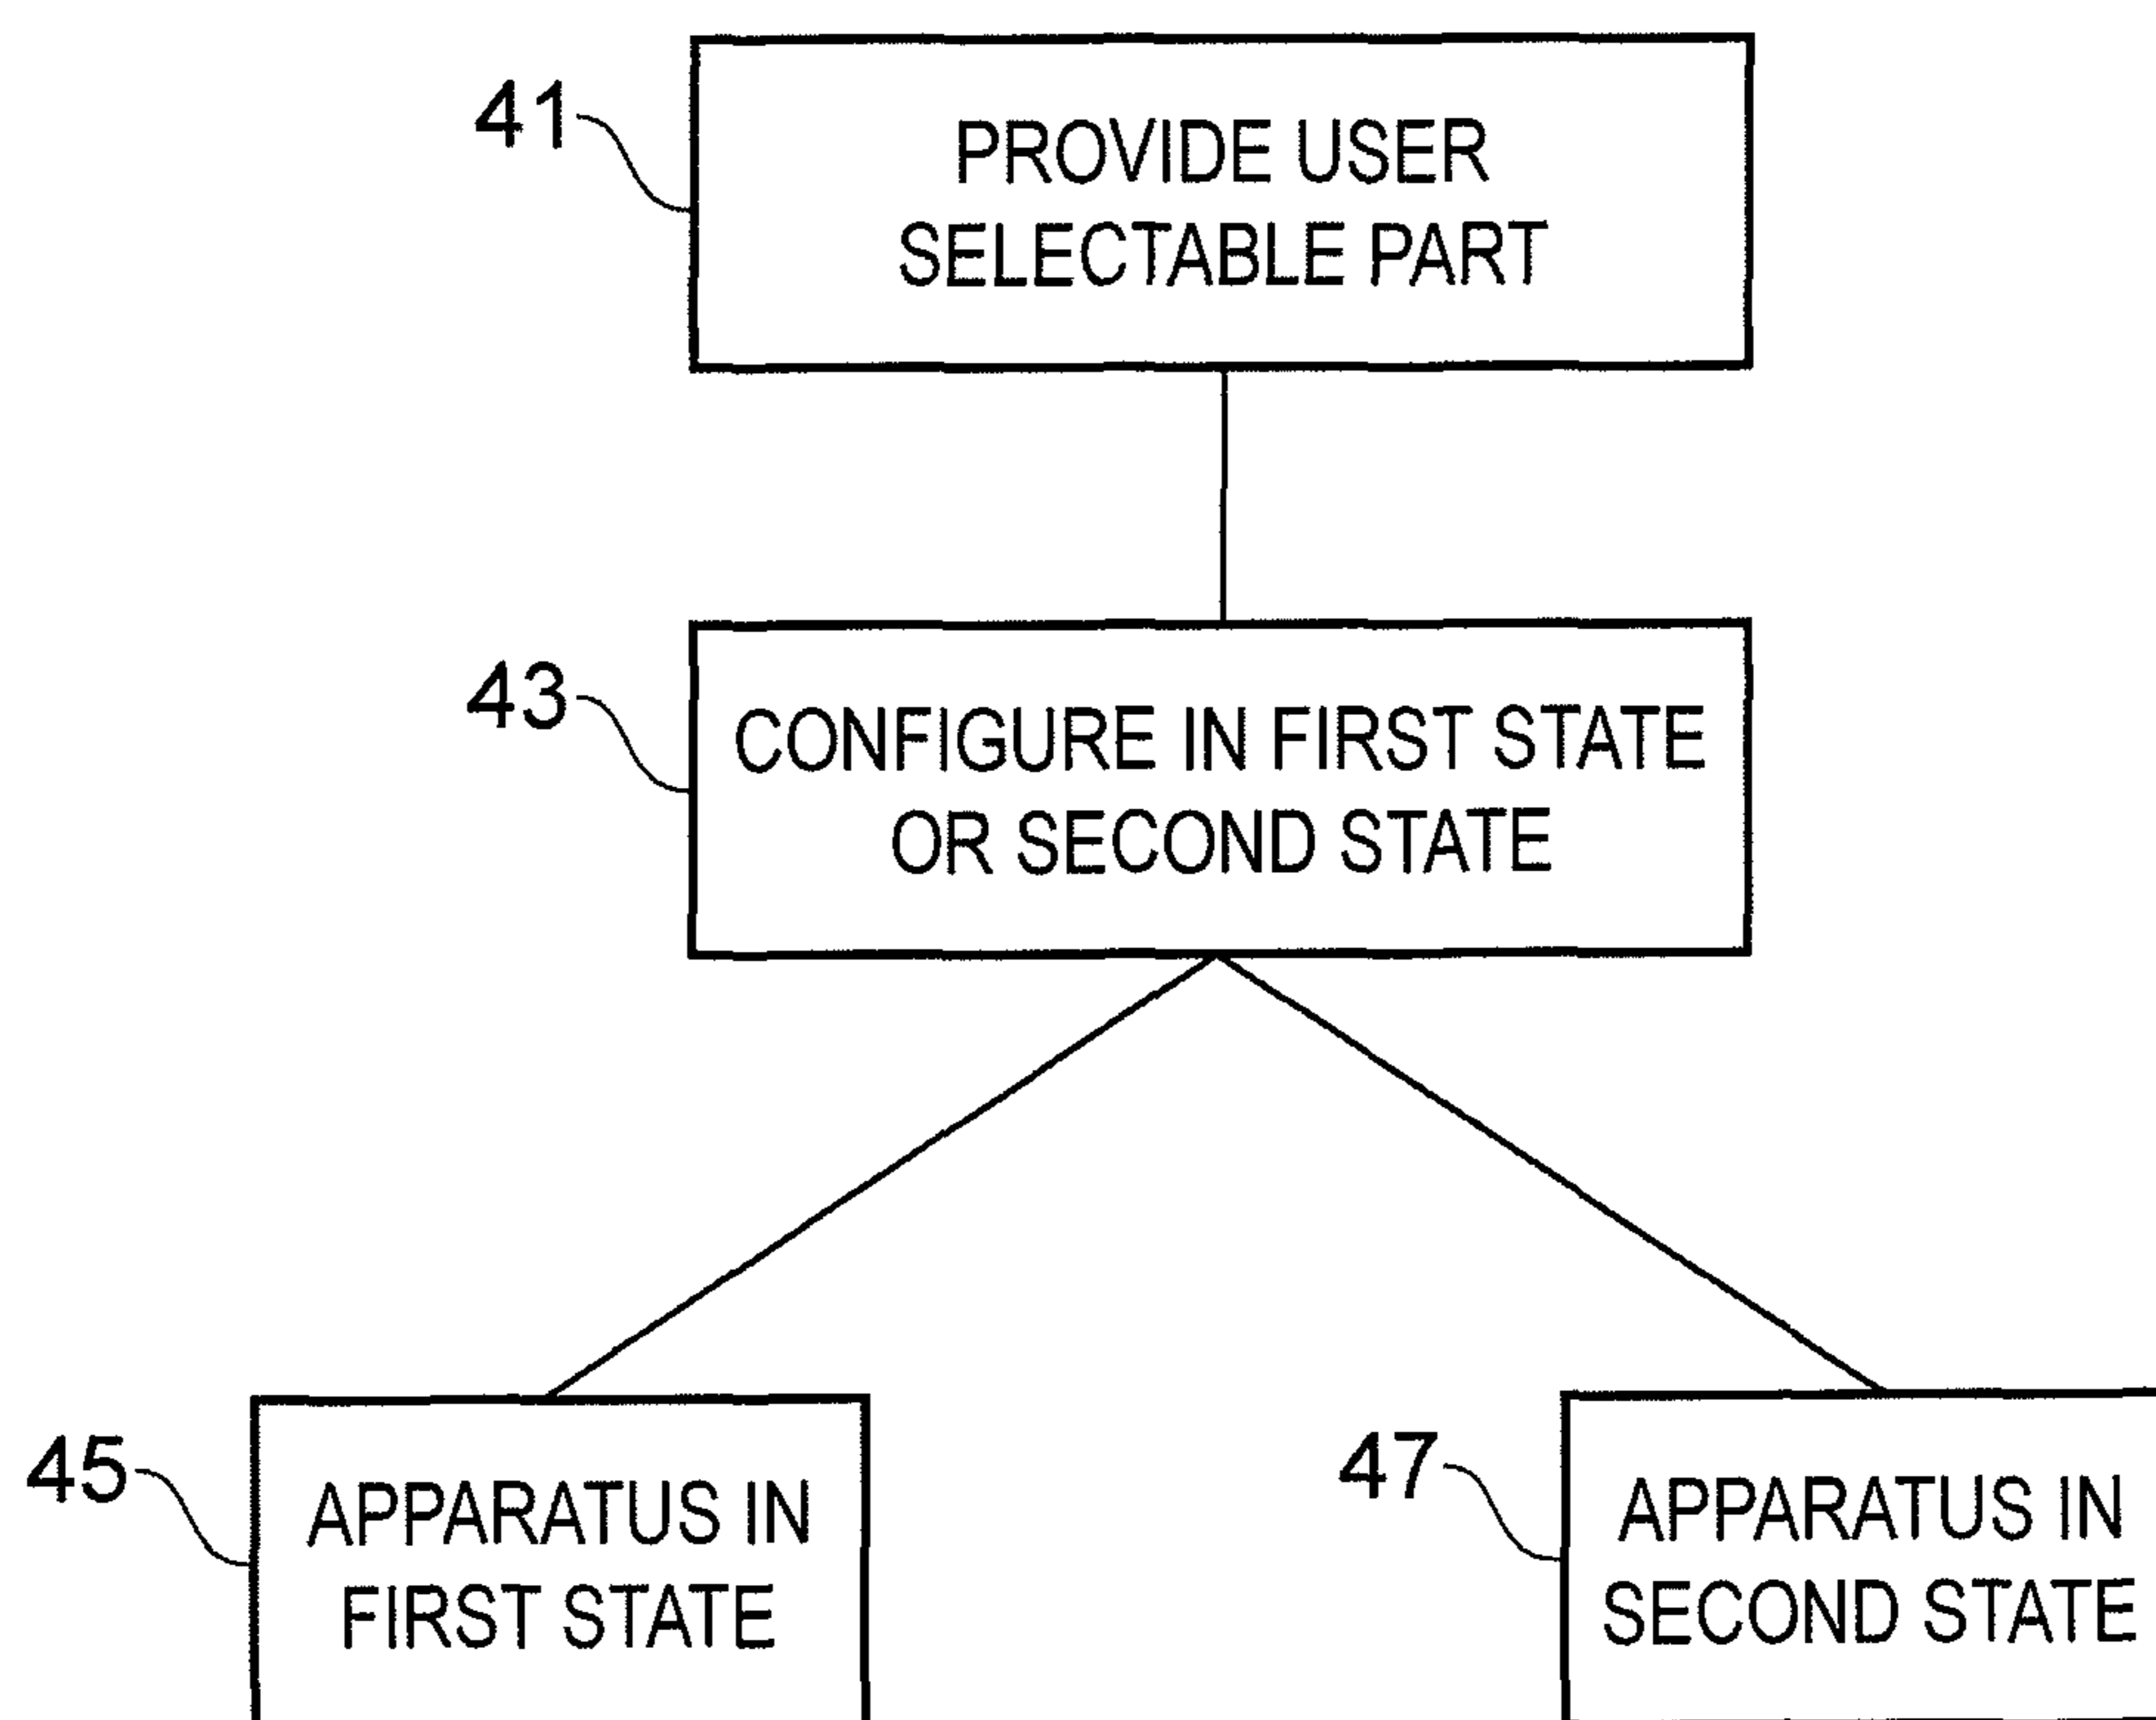 41
PROVIDE USER
SELECTABLE PART
43
CONFIGURE IN FIRST STATE
OR SECOND STATE
45
APPARATUS IN
FIRST STATE
47
APPARATUS IN
SECOND STATE